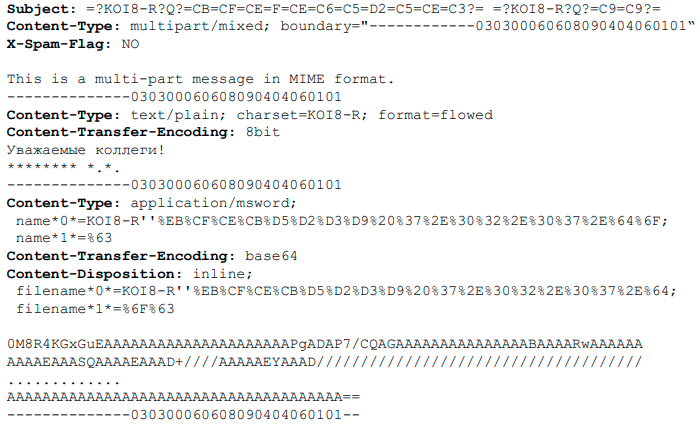 Subject: =?KOI8-R?Q?=CB=CF=CE=F=CE=C6=C5=D2=C5=CE=C3?= =?KOI8-R?Q?=C9=C9?=
Content-Type: multipart/mixed; boundary="------------030300060608090404060101“
X-Spam-Flag: NO
This is a multi-part message in MIME format.
--------------030300060608090404060101
Content-Type: text/plain; charset=KOI8-R; format=flowed
Content-Transfer-Encoding: 8bit
Уважаемые коллеги!
******** *.*.
--------------030300060608090404060101
Content-Type: application/msword;
name*0*=KOI8-R''%EB%CF%CE%CB%D5%D2%D3%D9%20%37%2E%30%32%2E%30%37%2E%64%6F;
name*1*=%63
Content-Transfer-Encoding: base64
Content-Disposition: inline;
filename*0*=KOI8-R''%EB%CF%CE%CB%D5%D2%D3%D9%20%37%2E%30%32%2E%30%37%2E%64;
filename*1*=%6F%63
0M8R4KGxGuEAAAAAAAAAAAAAAAAAAAAAPgADAP7/CQAGAAAAAAAAAAAAAAABAAAARwAAAAAA
AAAAEAAASQAAAAEAAAD+////AAAAAEYAAAD/////////////////////////////////////
.............
AAAAAAAAAAAAAAAAAAAAAAAAAAAAAAAAAAAAAA==
--------------030300060608090404060101--